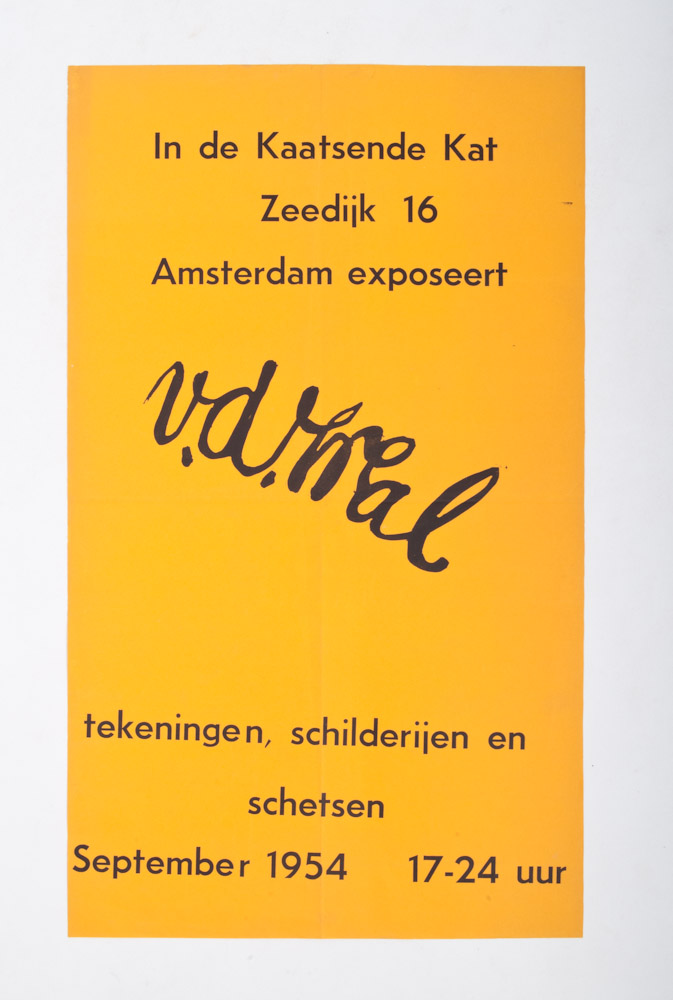 In de Kaatsende Kat
Zeedijk 16
Amsterdam exposeert
v.d.Wal
tekeningen, schilderijen en
schetsen
September 1954 17-24 uur